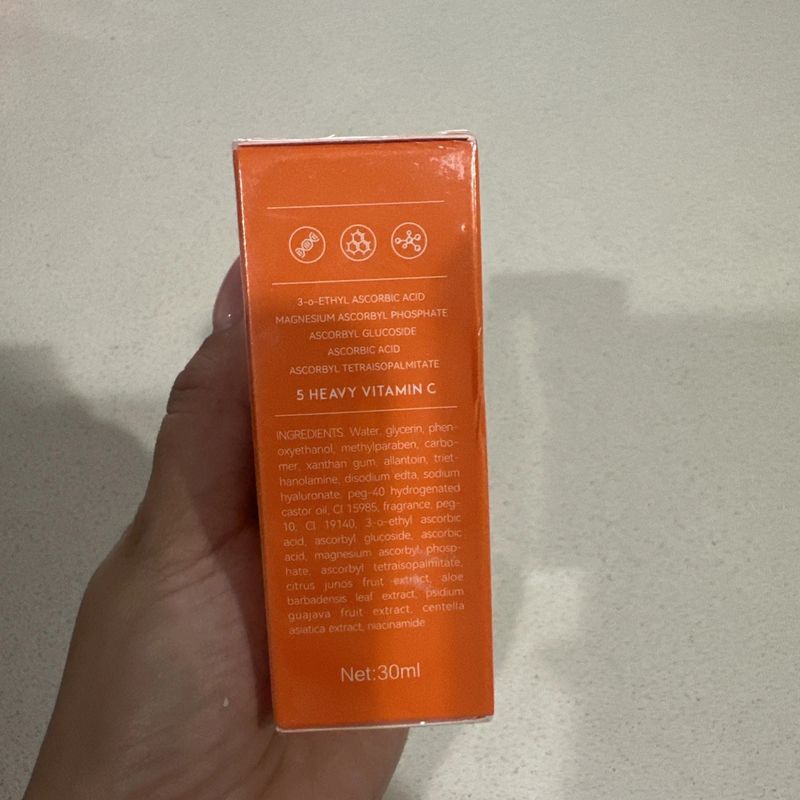 3-o-ETHYL ASCORBIC ACID
MAGNESIUM ASCORBYL PHOSPHATE
ASCORBYL GLUCOSIDE
ASCORBIC ACID
ASCORBYL TETRAISOPALMITATE
5 HEAVY VITAMIN C
INGREDIENTS: Water, glycerin, phen-
oxyethanol, methylparaben, carbo-
mer, xanthan gum, allantoin, triet-
hanolamine, disodium edta, sodium
hyaluronate, peg-40 hydrogenated
castor oil, CI 15985, fragrance, peg-
10, CI 19140, 3-o-ethyl ascorbic
acid, ascorbyl glucoside, ascorbic
acid, magnesium ascorbyl phosp-
hate, ascorbyl tetraisopalmitate,
citrus junos fruit extract, aloe
barbadensis leaf extract, psidium
guajava fruit extract, centella
asiatica extract, niacinamide
Net:30ml